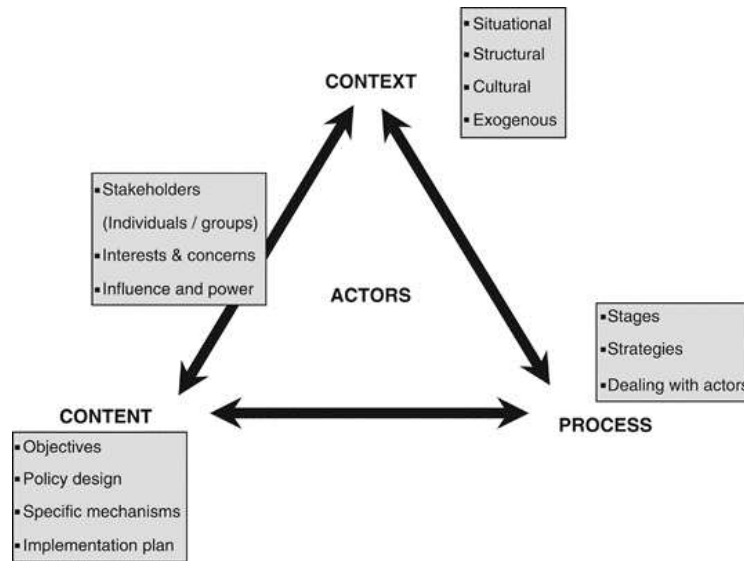 ▪ Situational
▪ Structural
▪ Cultural
▪ Exogenous
CONTEXT
▪ Stakeholders
(Individuals / groups)
▪ Interests & concerns
▪ Influence and power
ACTORS
▪ Stages
▪ Strategies
▪ Dealing with actors
CONTENT
PROCESS
▪ Objectives
▪ Policy design
▪ Specific mechanisms
▪ Implementation plan